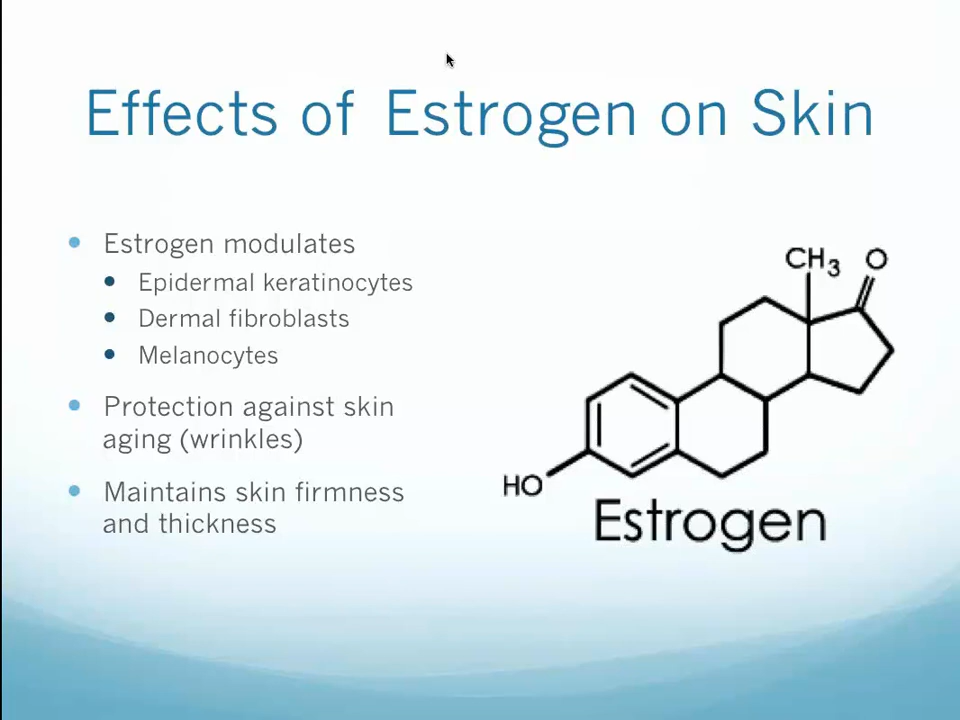 Effects of Estrogen on Skin
Estrogen modulates
Epidermal keratinocytes
Dermal fibroblasts
Melanocytes
Protection against skin
aging (wrinkles)
Maintains skin firmness
and thickness
CH3 O
HO
Estrogen